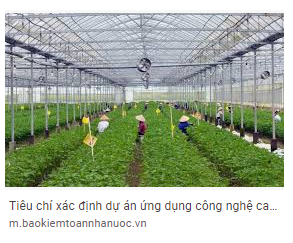 Tiêu chí xác định dự án ứng dụng công nghệ ca...
m.baokiemtoannhanuoc.vn